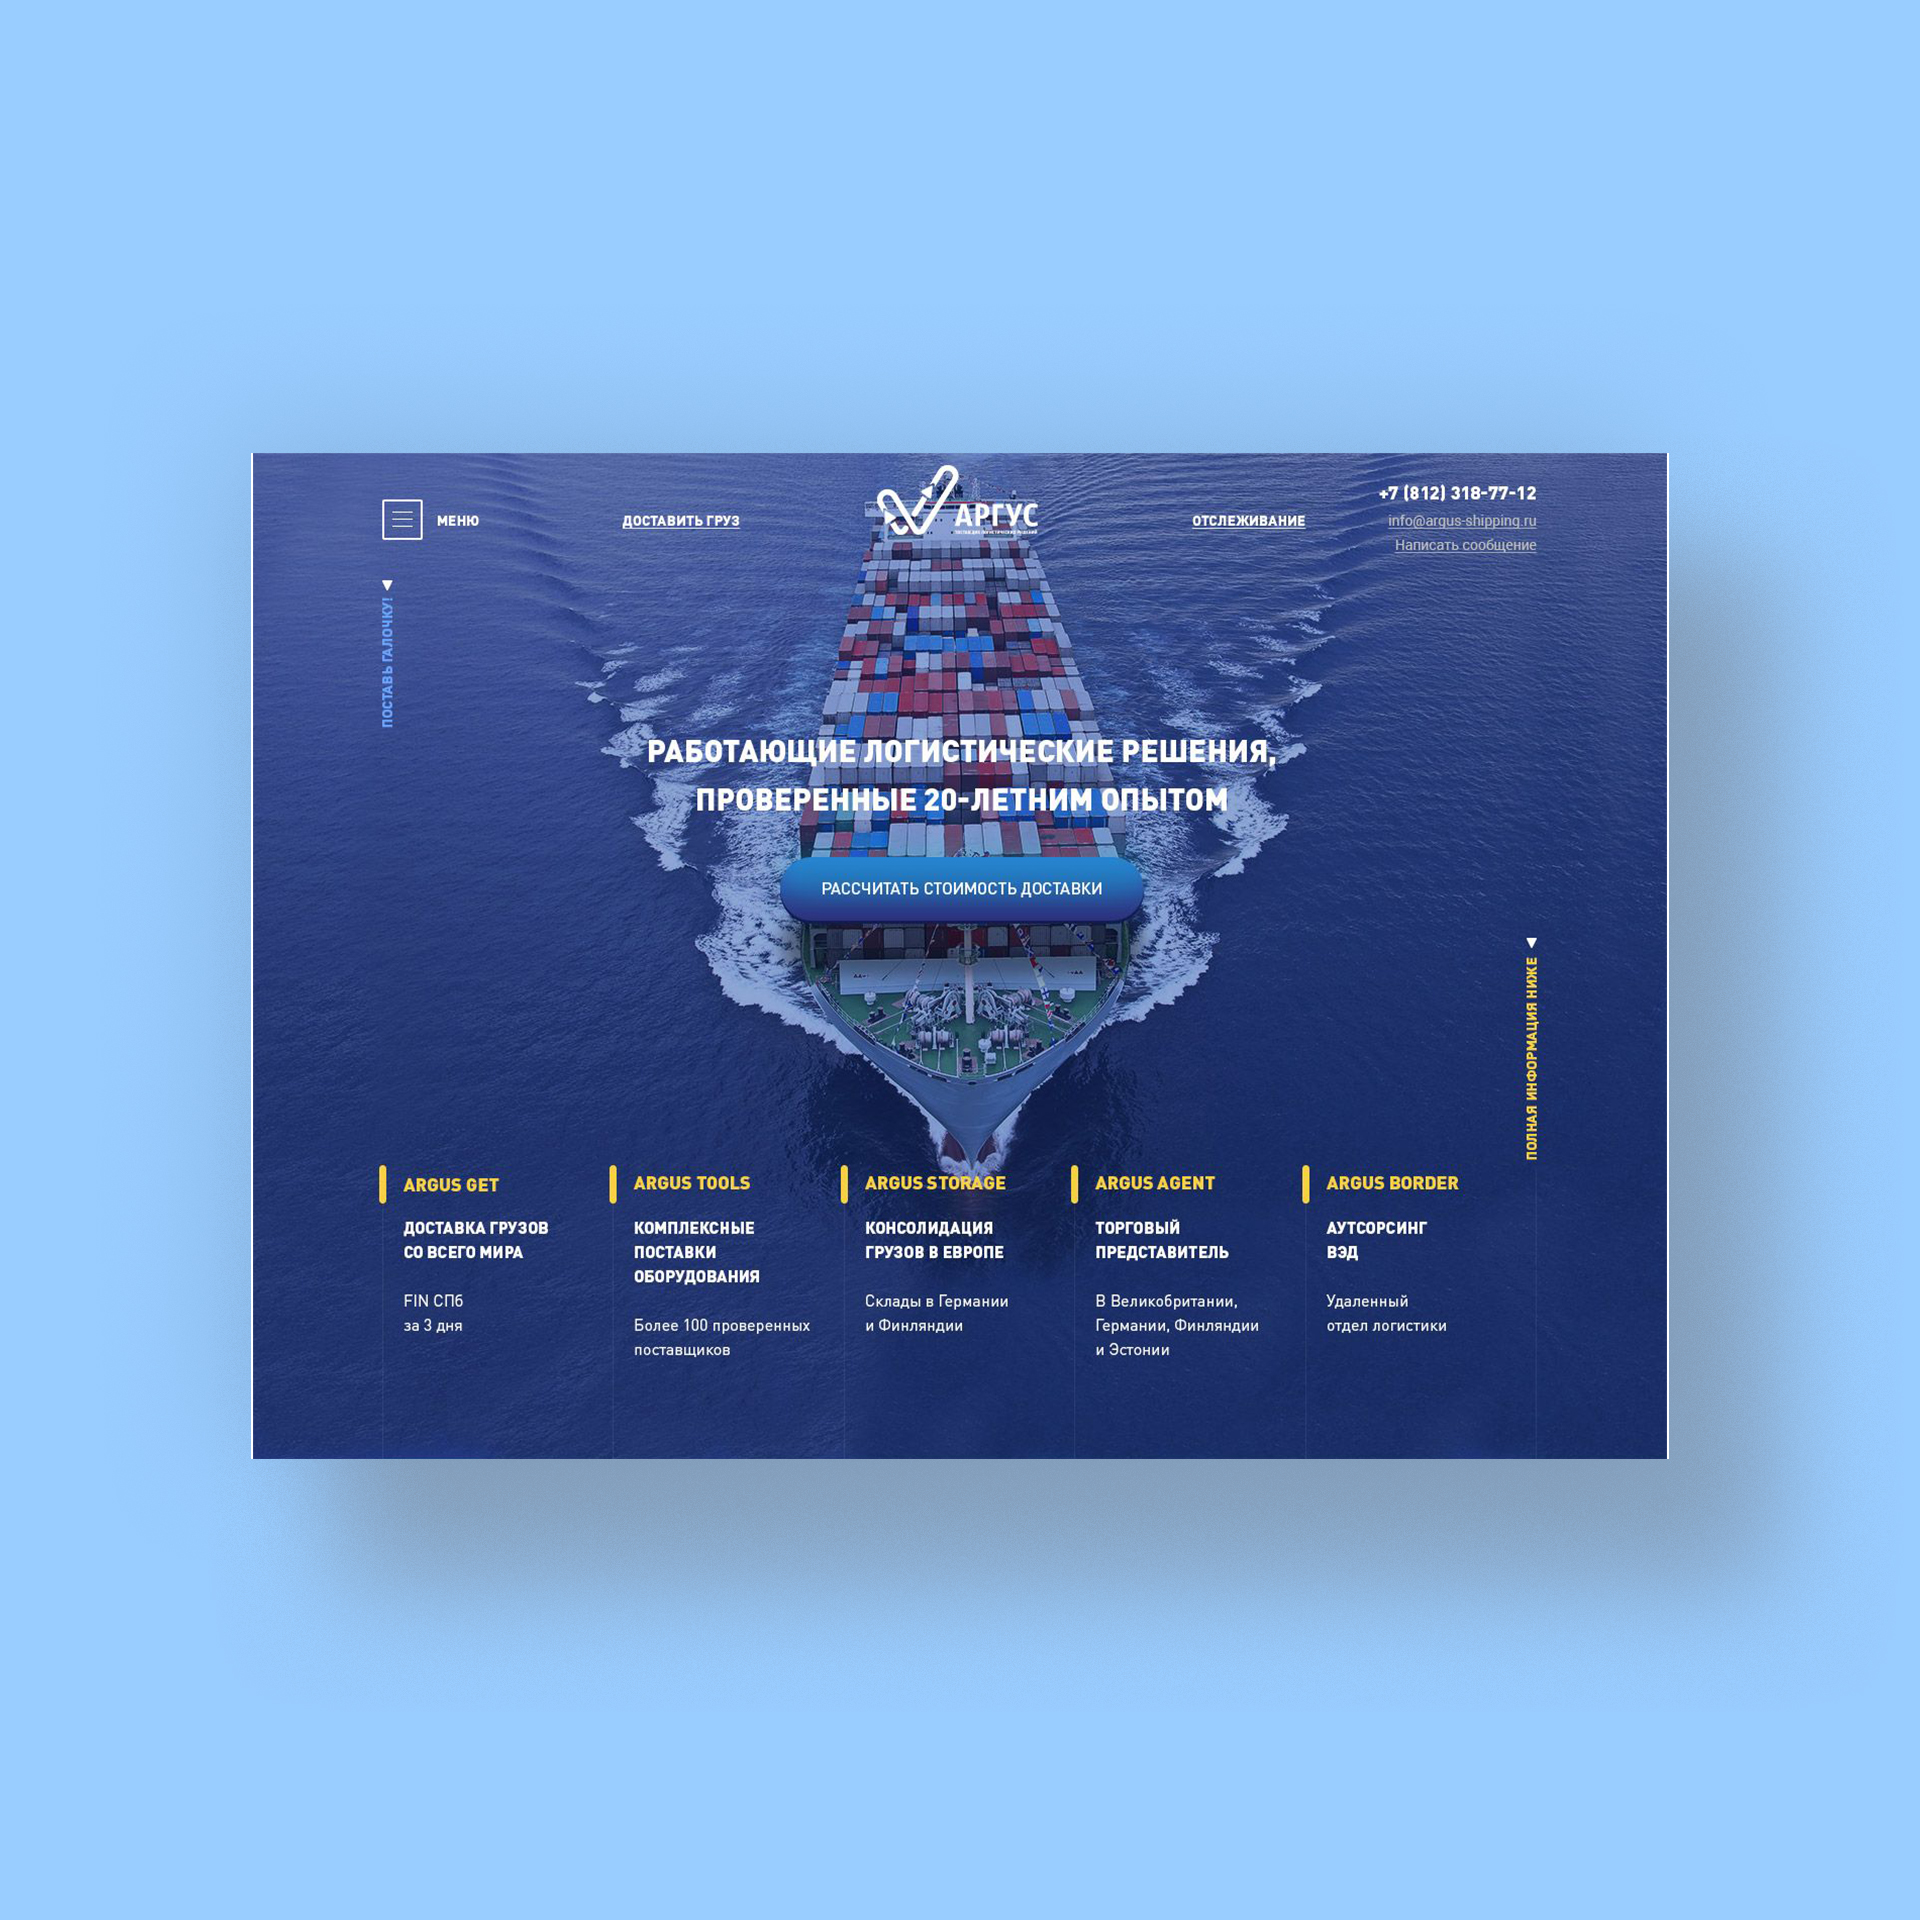 МЕНЮ
ДОСТАВИТЬ ГРУЗ
АРГУС
ОТСЛЕЖИВАНИЕ
+7 (812) 318-77-12
info@argus-shipping.ru
Написать сообщение
ПОСТАВЬ ГАЛОЧКУ!
РАБОТАЮЩИЕ ЛОГИСТИЧЕСКИЕ РЕШЕНИЯ,
ПРОВЕРЕННЫЕ 20-ЛЕТНИМ ОПЫТОМ
РАССЧИТАТЬ СТОИМОСТЬ ДОСТАВКИ
ПОЛНАЯ ИНФОРМАЦИЯ НИЖЕ
ARGUS GET
ДОСТАВКА ГРУЗОВ
СО ВСЕГО МИРА
FIN СПб
за 3 дня
ARGUS TOOLS
КОМПЛЕКСНЫЕ
ПОСТАВКИ
ОБОРУДОВАНИЯ
Более 100 проверенных
поставщиков
ARGUS STORAGE
КОНСОЛИДАЦИЯ
ГРУЗОВ В ЕВРОПЕ
Склады в Германии
и Финляндии
ARGUS AGENT
ТОРГОВЫЙ
ПРЕДСТАВИТЕЛЬ
В Великобритании,
Германии, Финляндии
и Эстонии
ARGUS BORDER
АУТСОРСИНГ
ВЭД
Удаленный
отдел логистики